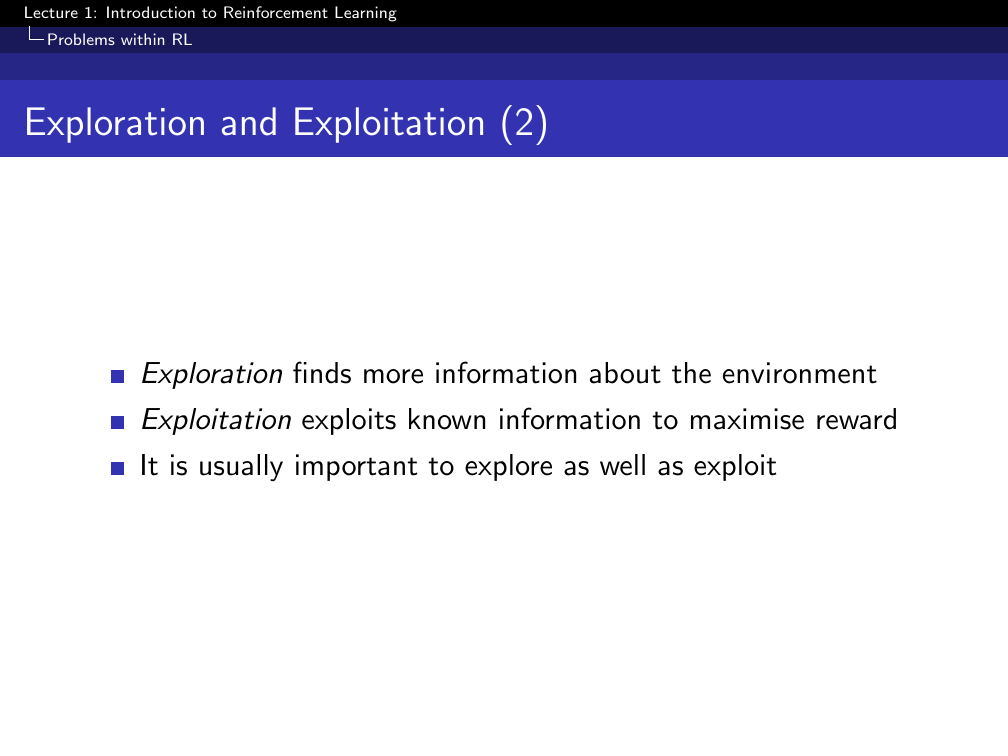 Lecture 1: Introduction to Reinforcement Learning
Problems within RL
Exploration and Exploitation (2)
Exploration finds more information about the environment
Exploitation exploits known information to maximise reward
It is usually important to explore as well as exploit